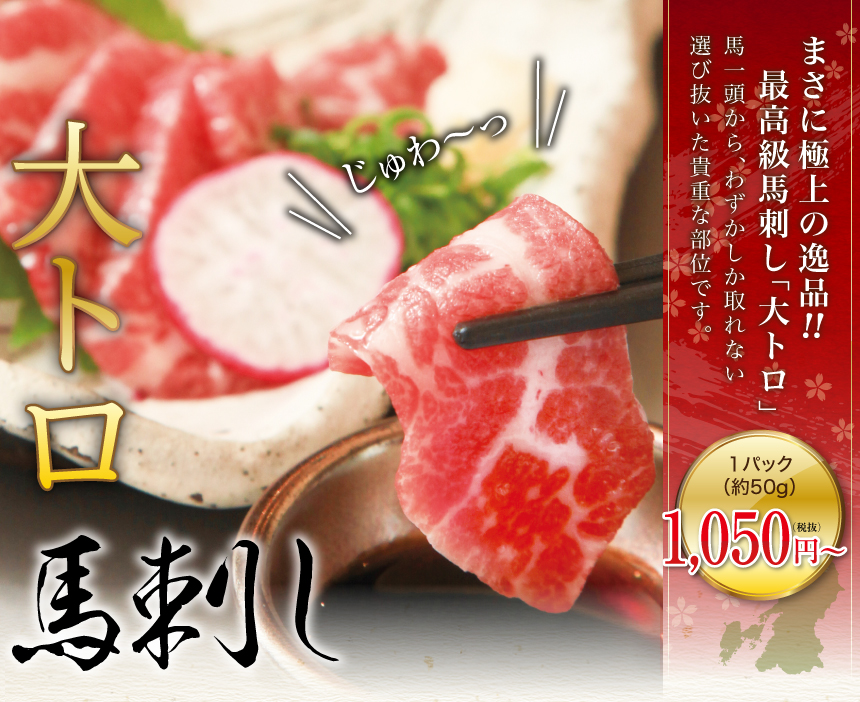 大トロ
馬刺し
じゅわ〜っ
まさに極上の逸品!!
最高級馬刺し「大トロ」
馬一頭から、わずかしか取れない
選び抜いた貴重な部位です。
1パック
(約50g)
1,050円〜
(税抜)